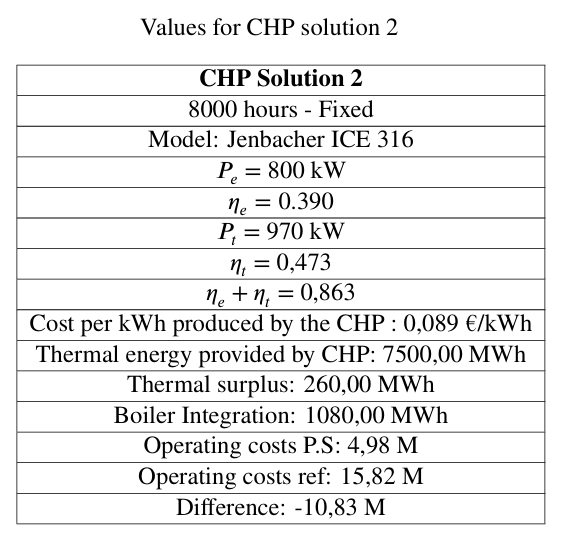 Values for CHP solution 2
CHP Solution 2
8000 hours - Fixed
Model: Jenbacher ICE 316
Pₑ = 800 kW
ηₑ = 0.390
Pₜ = 970 kW
ηₜ = 0,473
ηₑ + ηₜ = 0,863
Cost per kWh produced by the CHP : 0,089 €/kWh
Thermal energy provided by CHP: 7500,00 MWh
Thermal surplus: 260,00 MWh
Boiler Integration: 1080,00 MWh
Operating costs P.S: 4,98 M
Operating costs ref: 15,82 M
Difference: -10,83 M